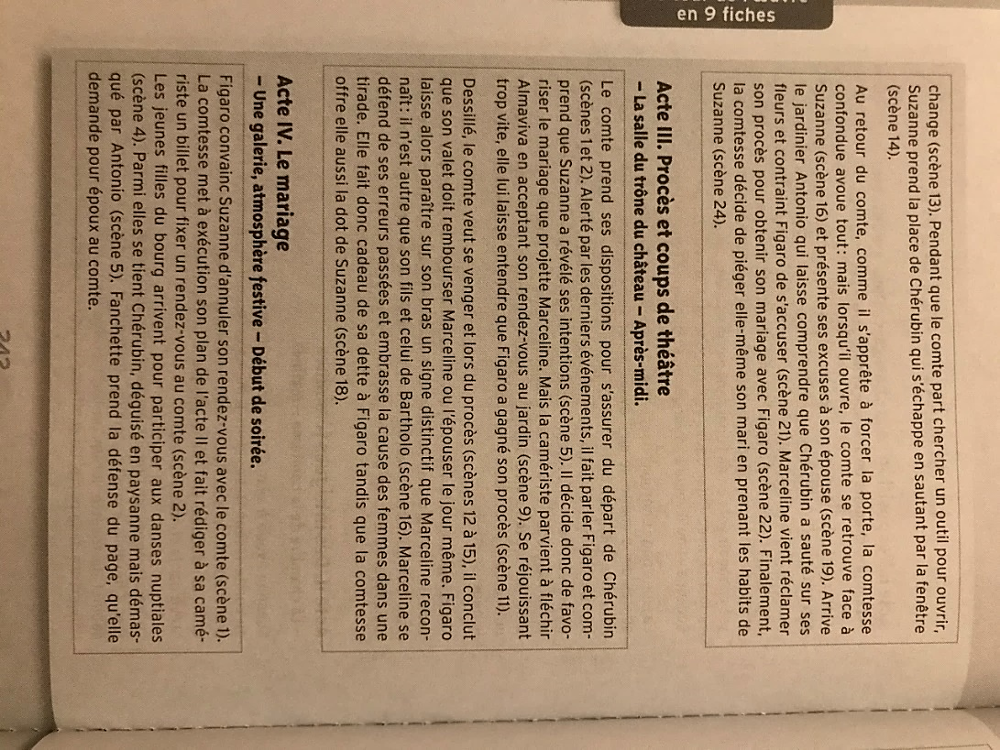 en 9 fiches
change (scène 13). Pendant que le comte part chercher un outil pour ouvrir,
Suzanne prend la place de Chérubin qui s'échappe en sautant par la fenêtre
(scène 14).
Au retour du comte, comme il s'apprête à forcer la porte, la comtesse
confondue avoue tout : mais lorsqu'il ouvre, le comte se retrouve face à
Suzanne (scène 16) et présente ses excuses à son épouse (scène 19). Arrive
le jardinier Antonio qui laisse comprendre que Chérubin a sauté sur ses
fleurs et contraint Figaro de s'accuser (scène 21). Marceline vient réclamer
son procès pour obtenir son mariage avec Figaro (scène 22). Finalement,
la comtesse décide de piéger elle-même son mari en prenant les habits de
Suzanne (scène 24).
Acte III. Procès et coups de théâtre
– La salle du trône du château – Après-midi.
Le comte prend ses dispositions pour s'assurer du départ de Chérubin
(scènes 1 et 2). Alerté par les derniers événements, il fait parler Figaro et com-
prend que Suzanne a révélé ses intentions (scène 5). Il décide donc de favo-
riser le mariage que projette Marceline. Mais la camériste parvient à fléchir
Almaviva en acceptant son rendez-vous au jardin (scène 9). Se réjouissant
trop vite, elle lui laisse entendre que Figaro a gagné son procès (scène 11).
Dessillé, le comte veut se venger et lors du procès (scènes 12 à 15), il conclut
que son valet doit rembourser Marceline ou l'épouser le jour même. Figaro
laisse alors paraître sur son bras un signe distinctif que Marceline recon-
naît : il n'est autre que son fils et celui de Bartholo (scène 16). Marceline se
défend de ses erreurs passées et embrasse la cause des femmes dans une
tirade. Elle fait donc cadeau de sa dette à Figaro tandis que la comtesse
offre elle aussi la dot de Suzanne (scène 18).
Acte IV. Le mariage
– Une galerie, atmosphère festive – Début de soirée.
Figaro convainc Suzanne d'annuler son rendez-vous avec le comte (scène 1).
La comtesse met à exécution son plan de l'acte II et fait rédiger à sa camé-
riste un billet pour fixer un rendez-vous au comte (scène 2).
Les jeunes filles du bourg arrivent pour participer aux danses nuptiales
(scène 4). Parmi elles se tient Chérubin, déguisé en paysanne mais démas-
qué par Antonio (scène 5). Fanchette prend la défense du page, qu'elle
demande pour époux au comte.